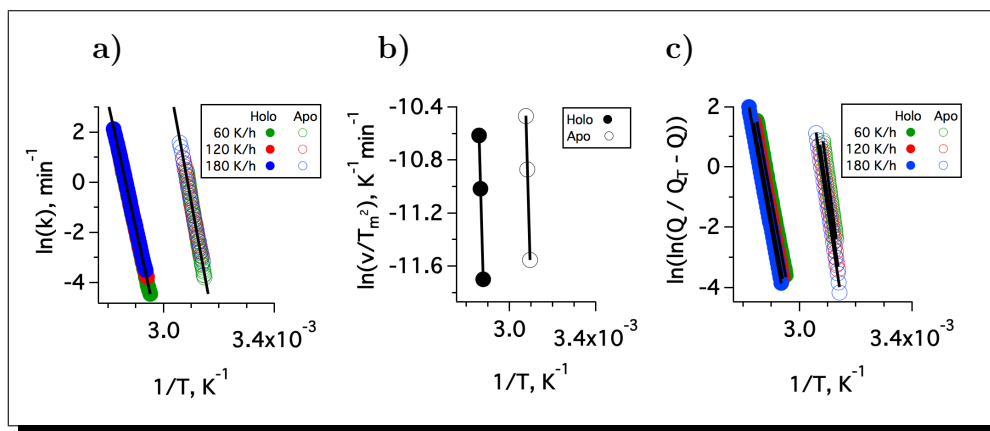 a)
ln(k), min⁻¹
2
0
-2
-4
3.0
3.4x10⁻³
1/T, K⁻¹
Holo Apo
60 K/h
120 K/h
180 K/h
b)
ln(v/Tₘ²), K⁻¹min⁻¹
-10.4
-10.8
-11.2
-11.6
3.0
3.4x10⁻³
1/T, K⁻¹
Holo
Apo
c)
ln(ln(Q / Q_T - Q))
2
0
-2
-4
3.0
3.4x10⁻³
1/T, K⁻¹
Holo Apo
60 K/h
120 K/h
180 K/h